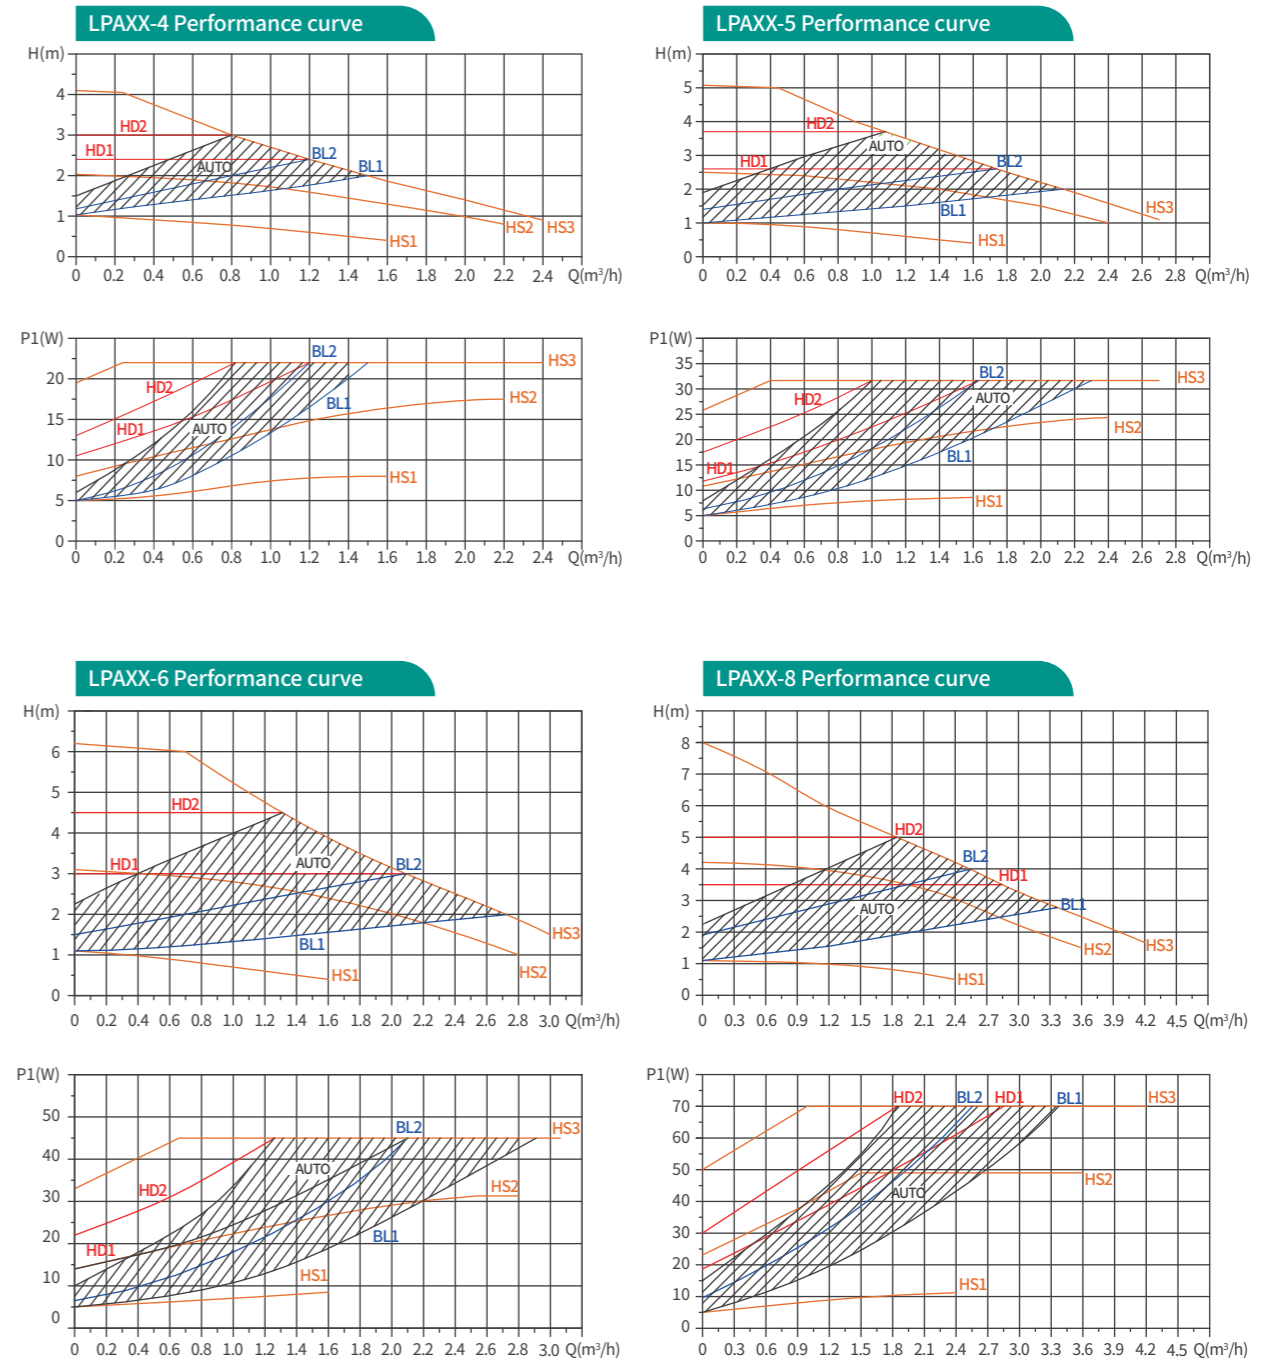 LPAXX-4 Performance curve
H(m)
4
HD2
3
HD1
BL2
AUTO
BL1
2
1
HS2 HS3
HS1
0
0 0.2 0.4 0.6 0.8 1.0 1.2 1.4 1.6 1.8 2.0 2.2 2.4 Q(m³/h)
P1(W)
BL2
HS3
20
HD2
HS2
BL1
15
HD1
AUTO
10
HS1
5
0
0 0.2 0.4 0.6 0.8 1.0 1.2 1.4 1.6 1.8 2.0 2.2 2.4 Q(m³/h)
LPAXX-5 Performance curve
H(m)
5
HD2
4
AUTO
3
HD1
BL2
2
BL1
HS3
1
HS1
0
0 0.2 0.4 0.6 0.8 1.0 1.2 1.4 1.6 1.8 2.0 2.2 2.4 2.6 2.8 Q(m³/h)
P1(W)
35
BL2
HS3
30
HD2
AUTO
25
HS2
20
BL1
15
HD1
10
HS1
5
0
0 0.2 0.4 0.6 0.8 1.0 1.2 1.4 1.6 1.8 2.0 2.2 2.4 2.6 2.8 Q(m³/h)
LPAXX-6 Performance curve
H(m)
6
5
HD2
4
HD1
AUTO
BL2
3
2
BL1
HS3
1
HS1
HS2
0
0 0.2 0.4 0.6 0.8 1.0 1.2 1.4 1.6 1.8 2.0 2.2 2.4 2.6 2.8 3.0 Q(m³/h)
P1(W)
50
BL2
HS3
40
AUTO
HD2
HS2
30
20
BL1
HD1
HS1
10
0
0 0.2 0.4 0.6 0.8 1.0 1.2 1.4 1.6 1.8 2.0 2.2 2.4 2.6 2.8 3.0 Q(m³/h)
LPAXX-8 Performance curve
H(m)
8
7
6
HD2
5
BL2
4
HD1
3
AUTO
BL1
2
HS2
HS3
1
HS1
0
0 0.3 0.6 0.9 1.2 1.5 1.8 2.1 2.4 2.7 3.0 3.3 3.6 3.9 4.2 4.5 Q(m³/h)
P1(W)
HD2 BL2 HD1 BL1 HS3
70
60
50
HS2
AUTO
40
30
20
HS1
10
0
0 0.3 0.6 0.9 1.2 1.5 1.8 2.1 2.4 2.7 3.0 3.3 3.6 3.9 4.2 4.5 Q(m³/h)